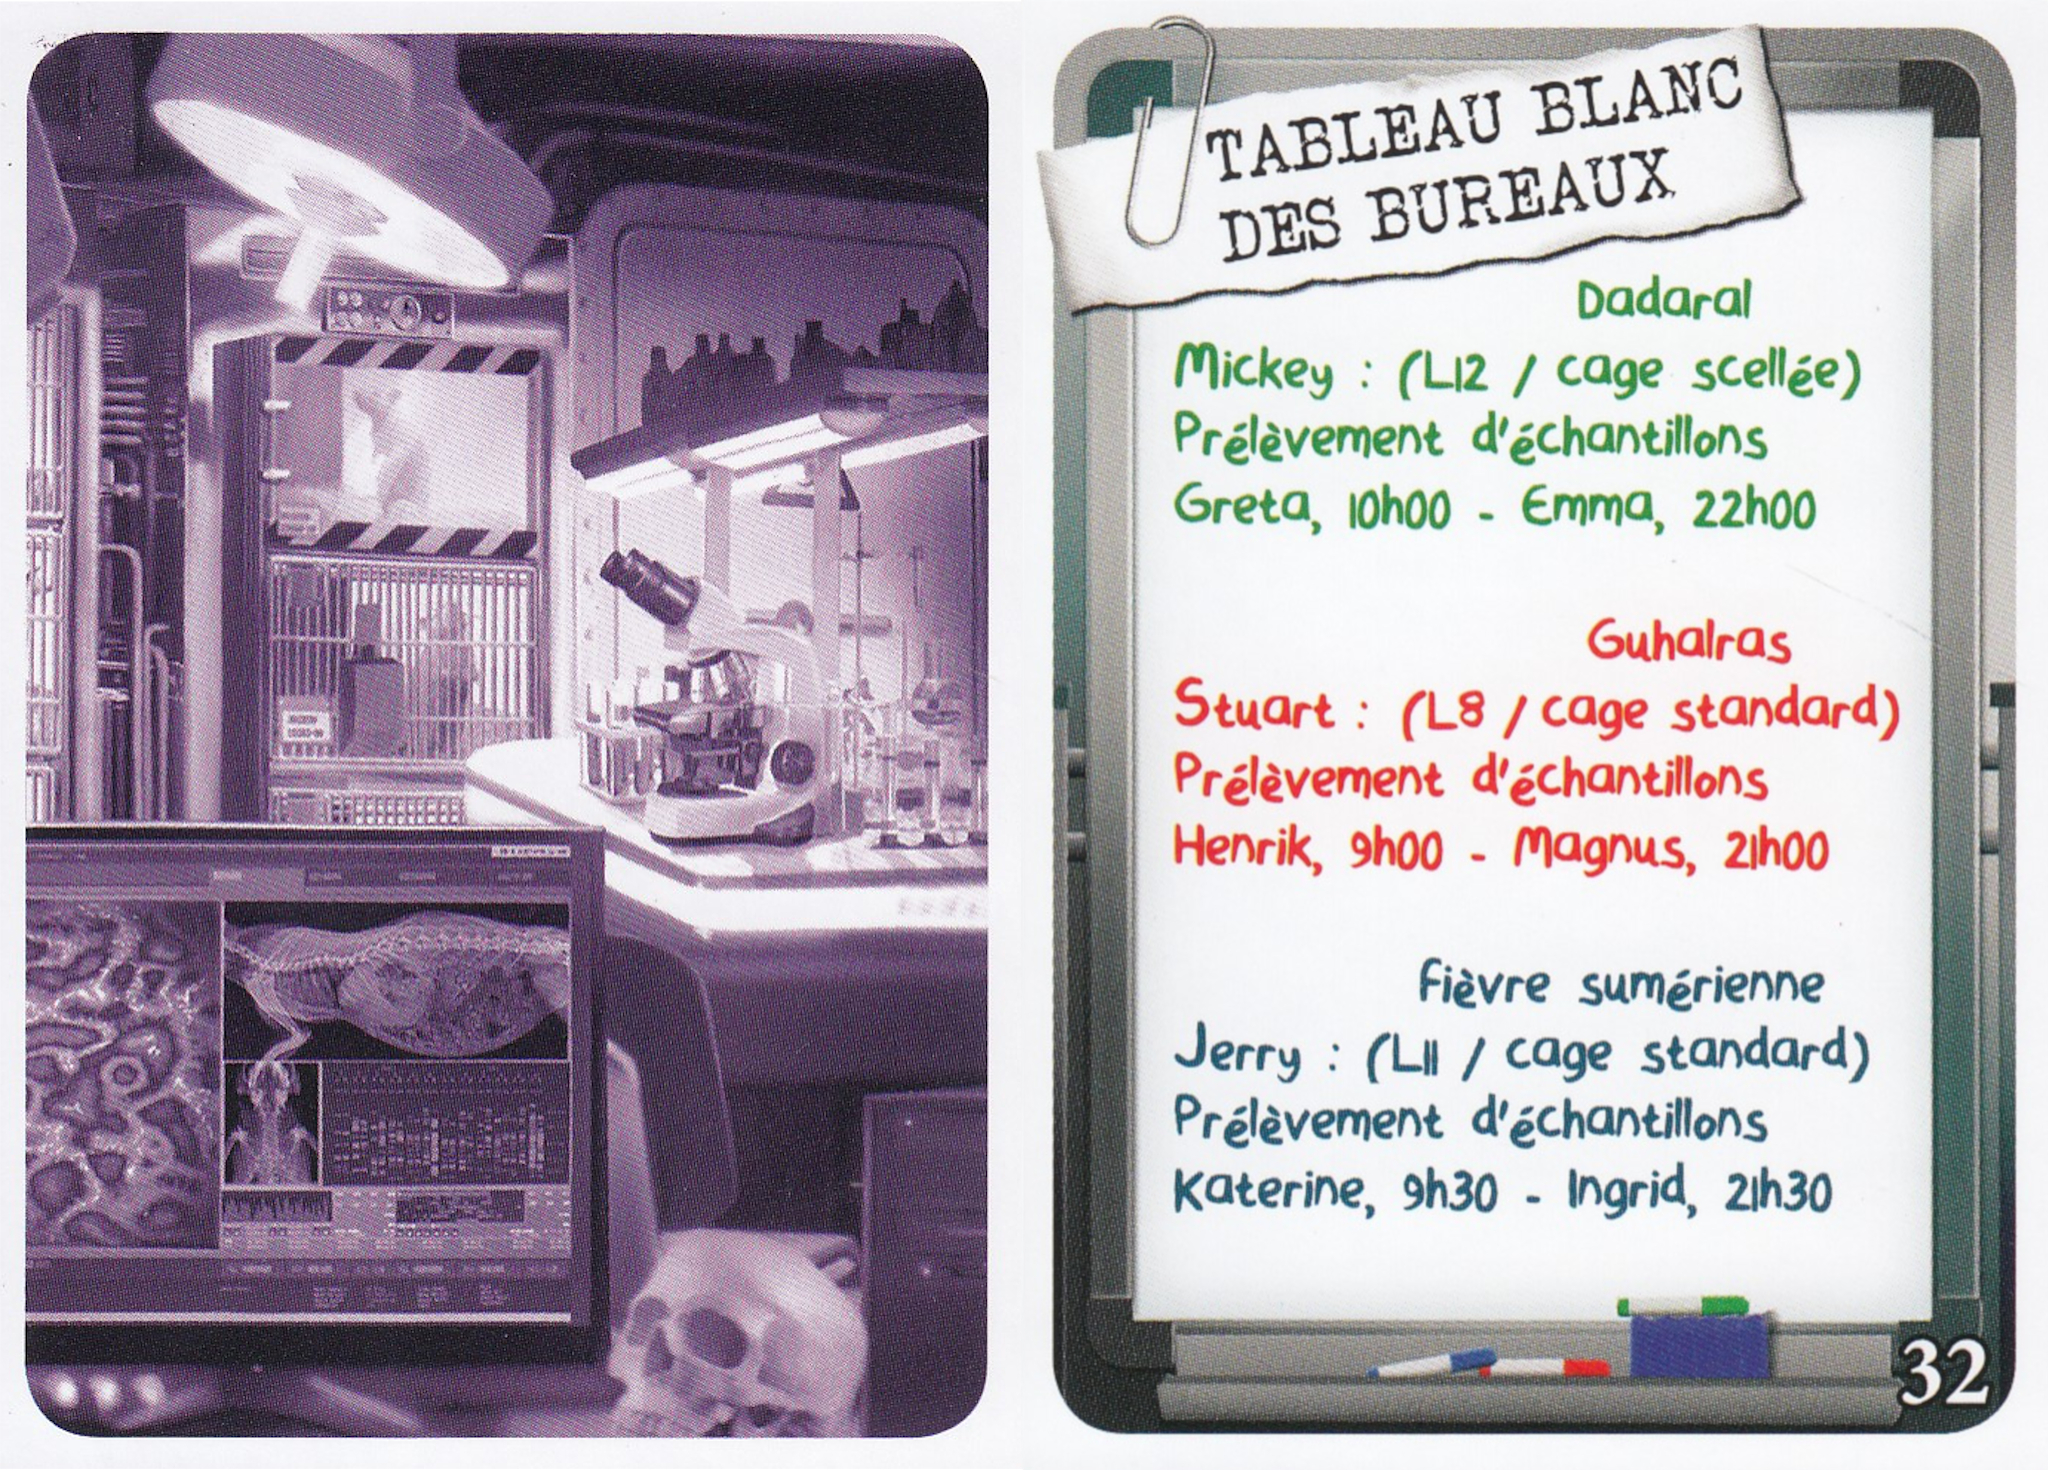 TABLEAU BLANC
DES BUREAUX
Dadaral
Mickey : (L12 / cage scellée)
Prélèvement d'échantillons
Greta, 10h00 - Emma, 22h00
Guhalras
Stuart : (L8 / cage standard)
Prélèvement d'échantillons
Henrik, 9h00 - Magnus, 21h00
Fièvre sumérienne
Jerry : (L11 / cage standard)
Prélèvement d'échantillons
Katerine, 9h30 - Ingrid, 21h30
32